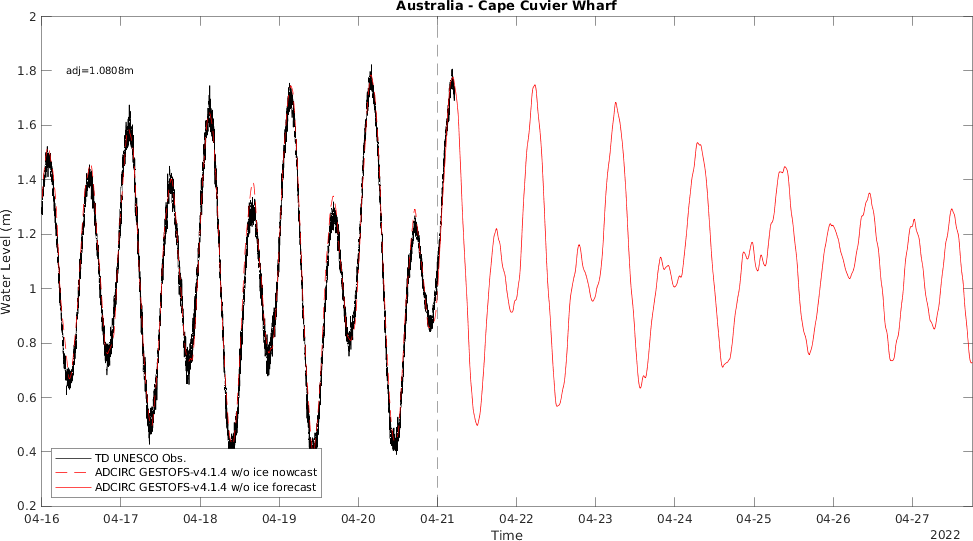 Australia - Cape Cuvier Wharf
2
1.8
1.6
1.4
1.2
1
0.8
0.6
0.4
0.2
Water Level (m)
adj=1.0808m
TD UNESCO Obs.
ADCIRC GESTOFS-v4.1.4 w/o ice nowcast
ADCIRC GESTOFS-v4.1.4 w/o ice forecast
04-16 04-17 04-18 04-19 04-20 04-21 04-22 04-23 04-24 04-25 04-26 04-27
Time
2022